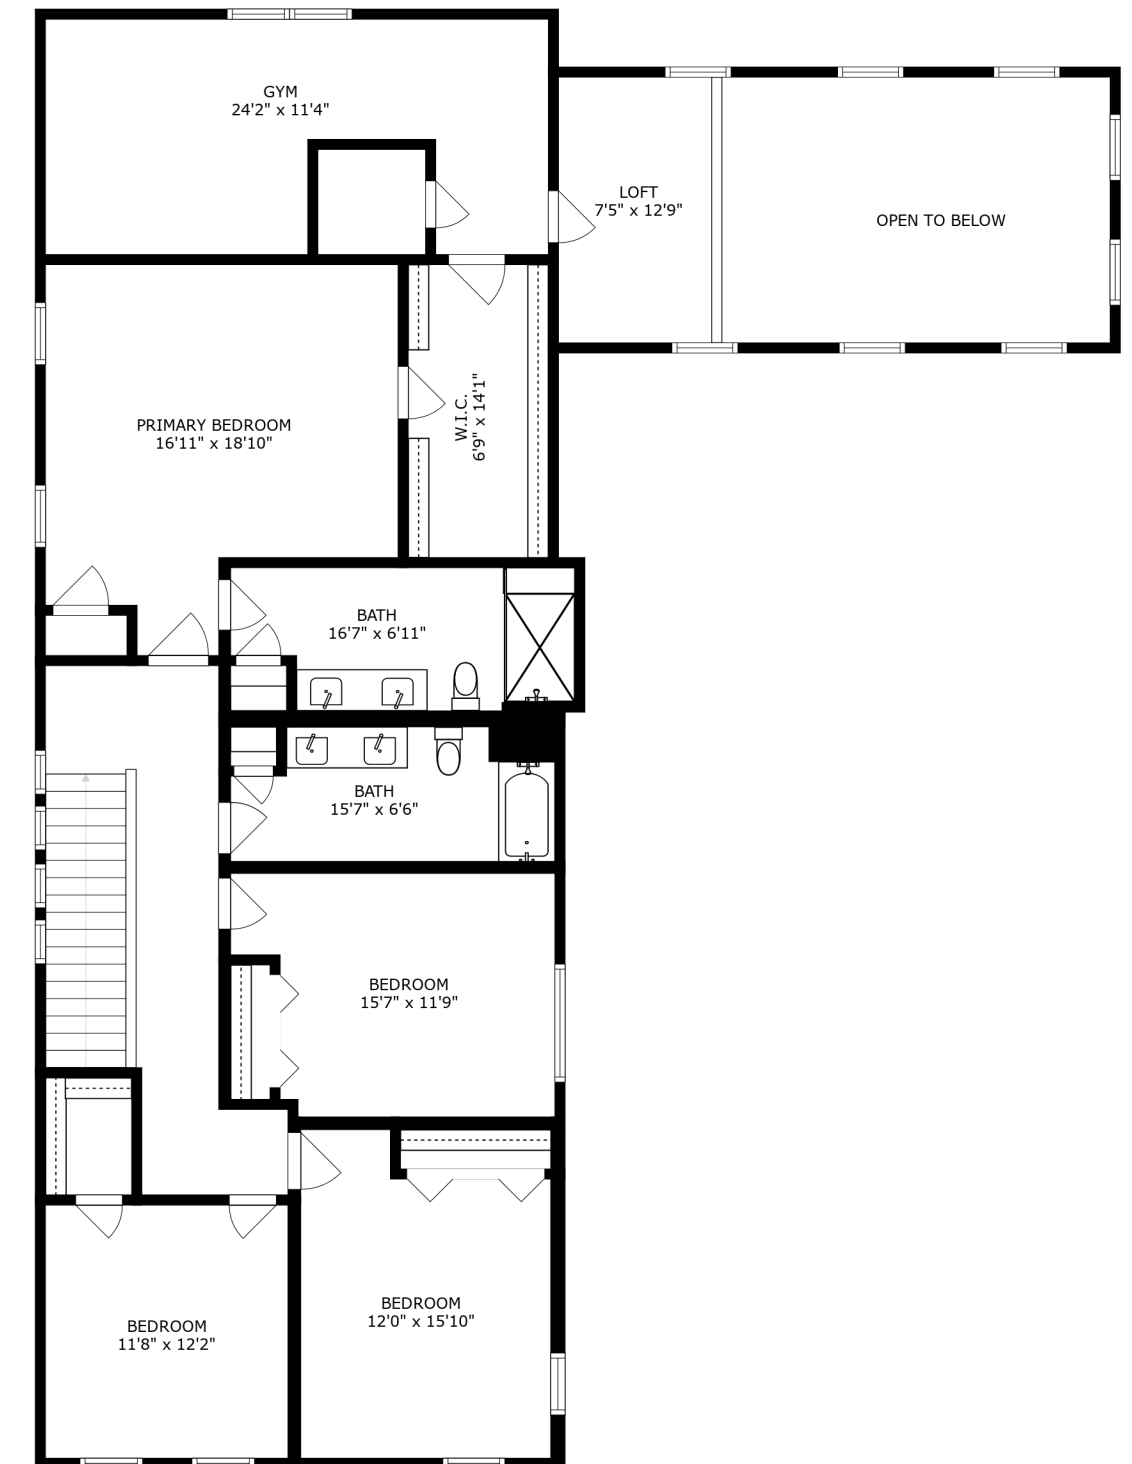 GYM
24'2" x 11'4"
LOFT
7'5" x 12'9"
OPEN TO BELOW
PRIMARY BEDROOM
16'11" x 18'10"
W.I.C.
6'9" x 14'1"
BATH
16'7" x 6'11"
BATH
15'7" x 6'6"
BEDROOM
15'7" x 11'9"
BEDROOM
12'0" x 15'10"
BEDROOM
11'8" x 12'2"